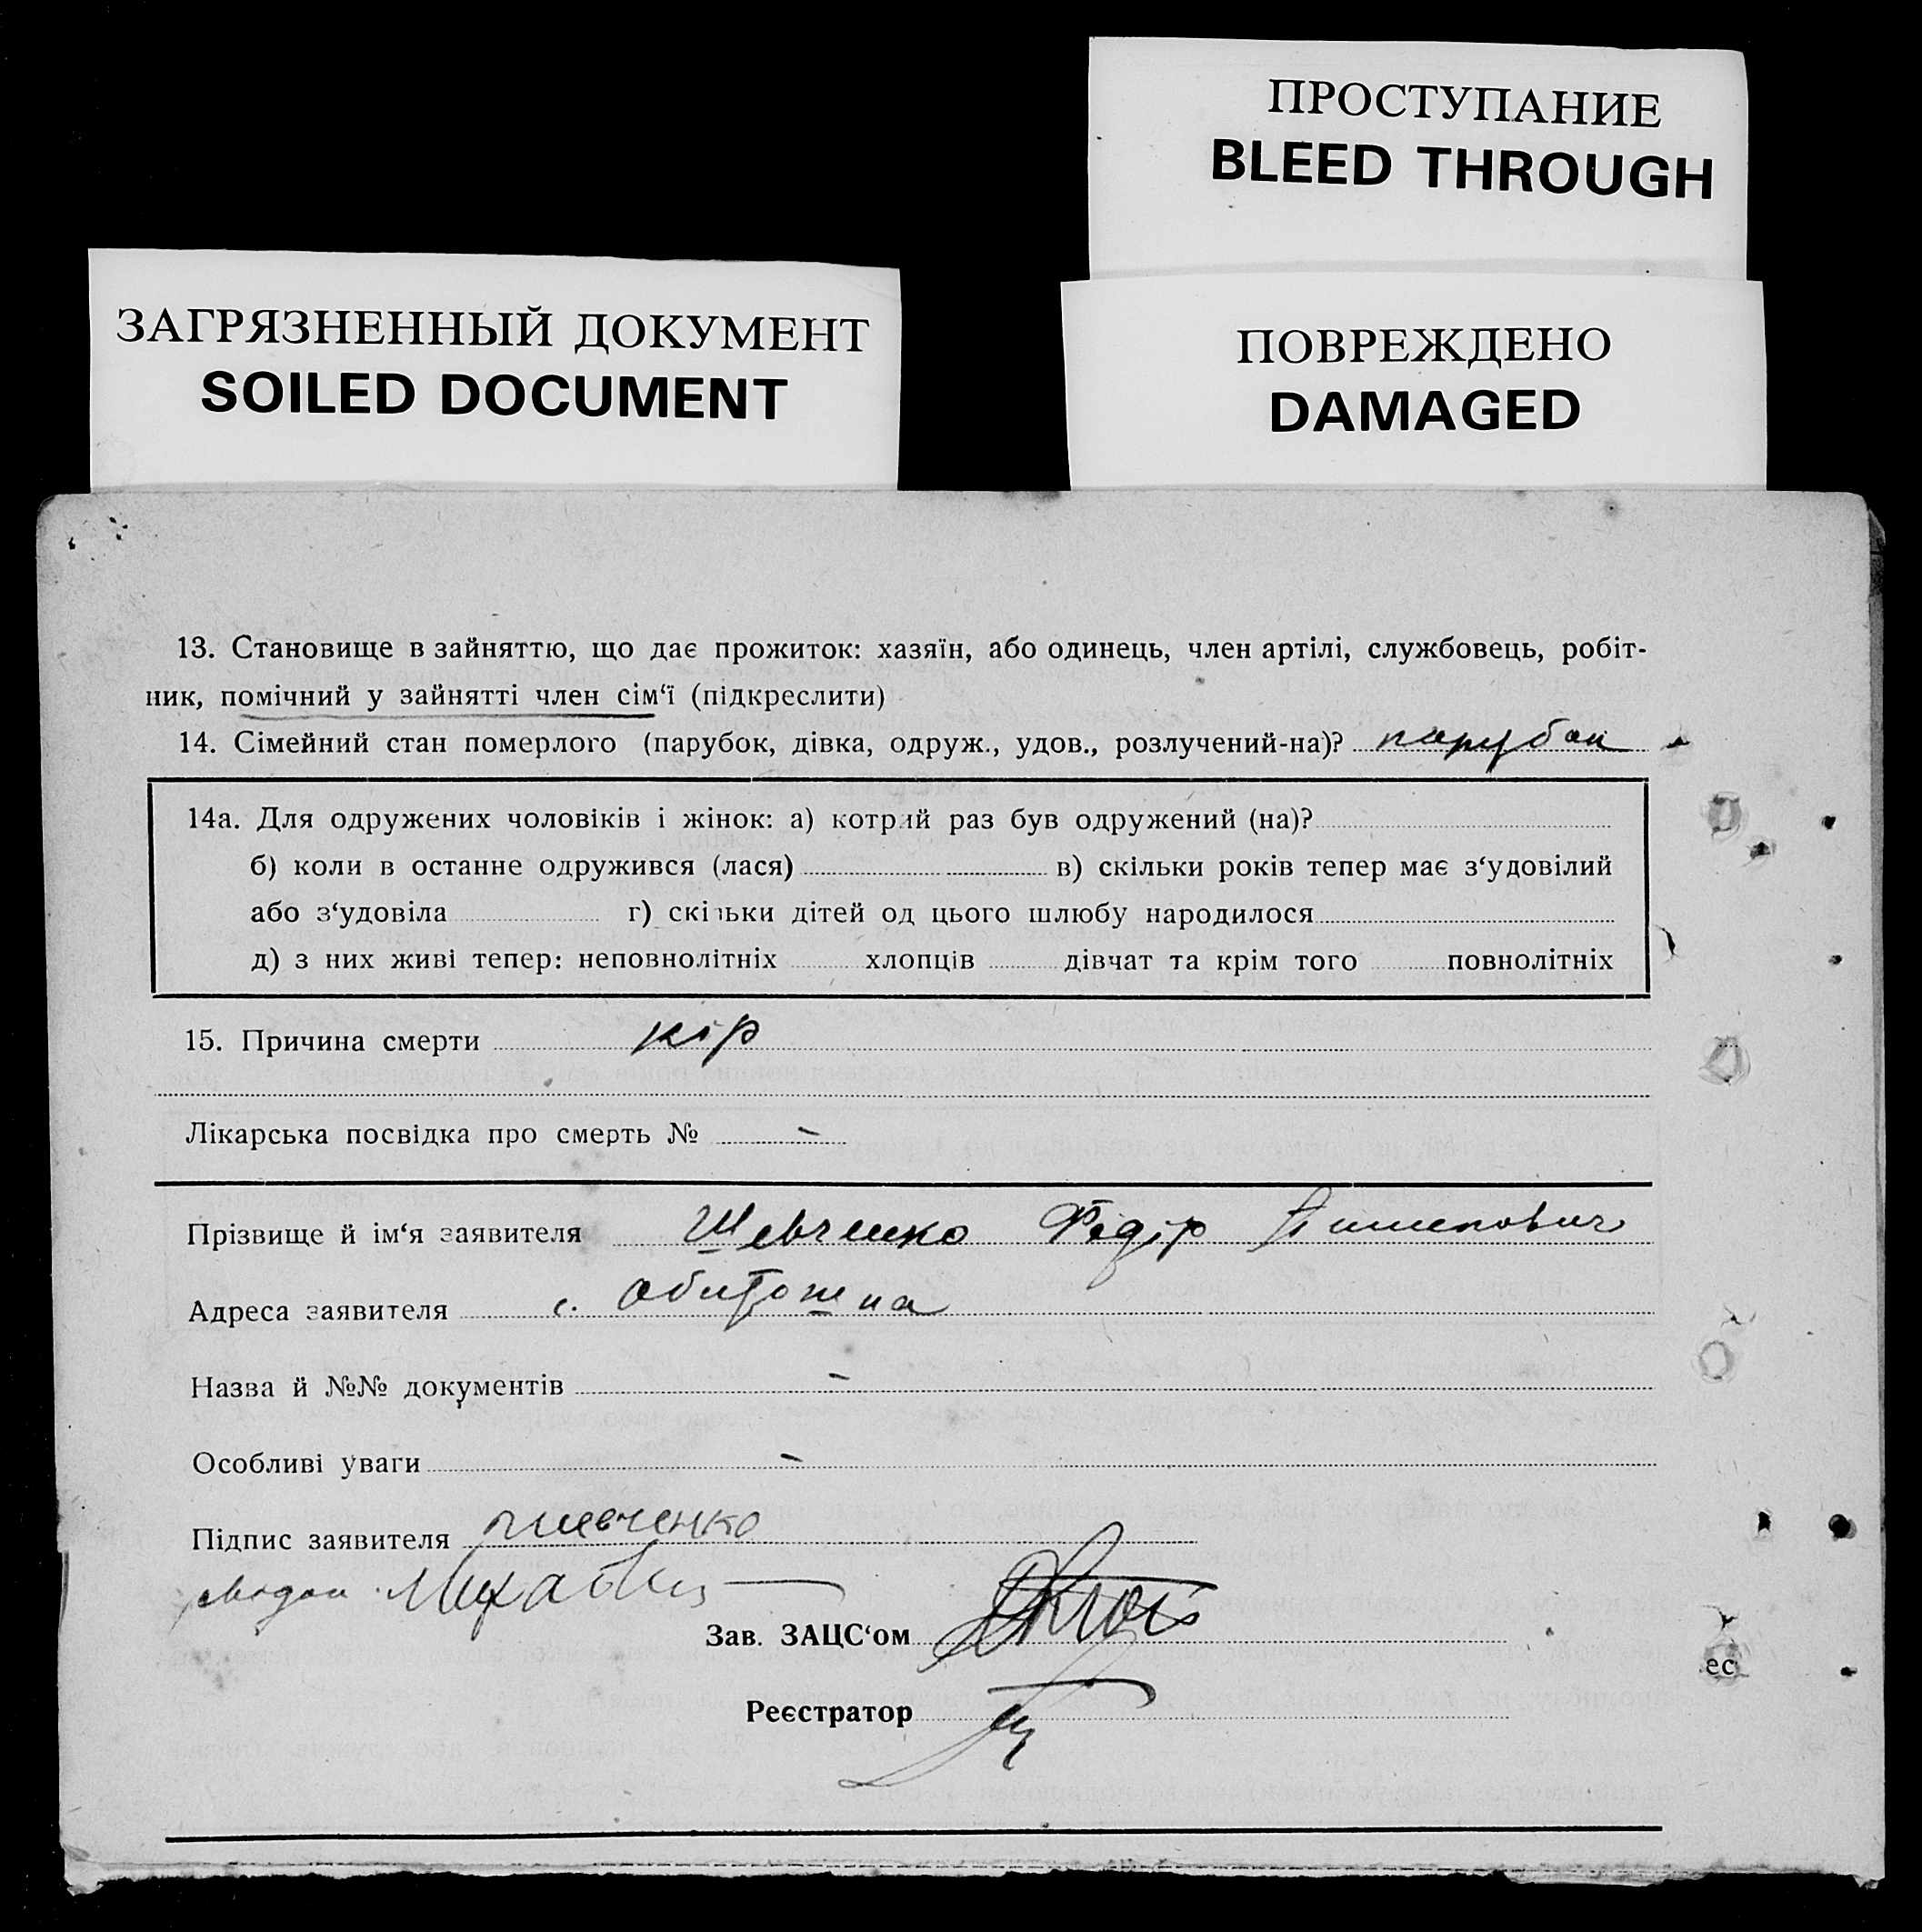 ПРОСТУПАНИЕ
BLEED THROUGH
ЗАГРЯЗНЕННЫЙ ДОКУМЕНТ
SOILED DOCUMENT
ПОВРЕЖДЕНО
DAMAGED
13. Становище в зайняттю, що дає прожиток: хазяїн, або одинець, член артілі, службовець, робіт-
ник, помічний у зайнятті член сім‘ї (підкреслити)
14. Сімейний стан померлого (парубок, дівка, одруж., удов., розлучений-на)? парубок
14а. Для одружених чоловіків і жінок: а) котрий раз був одружений (на)?
б) коли в останне одружився (лася) в) скільки років тепер має з‘удовілий
або з‘удовіла г) скільки дітей од цього шлюбу народилося
д) з них живі тепер: неповнолітніх хлопців дівчат та крім того повнолітніх
15. Причина смерти кір
Лікарська посвідка про смерть № –
Прізвище й ім‘я заявителя Шевченко Федір
Адреса заявителя с. Обиточна
Назва й №№ документів –
Особливі уваги –
Підпис заявителя Шевченко
Зав. ЗАЦС‘ом
ес
Реєстратор